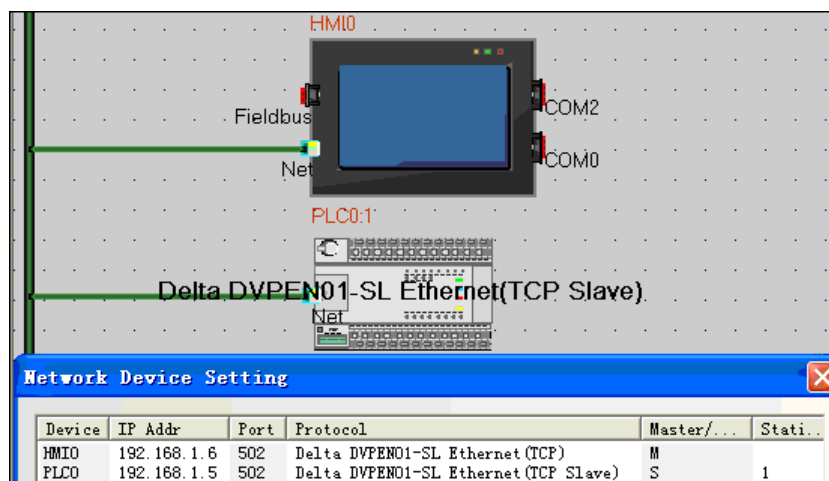 HMI0
Fieldbus
COM2
Net
COM0
PLC0:1
Delta DVPEN01-SL Ethernet(TCP Slave)
Net
Network Device Setting
Device IP Addr Port Protocol Master/... Stati...
HMI0 192.168.1.6 502 Delta DVPEN01-SL Ethernet(TCP) M
PLC0 192.168.1.5 502 Delta DVPEN01-SL Ethernet(TCP Slave) S 1